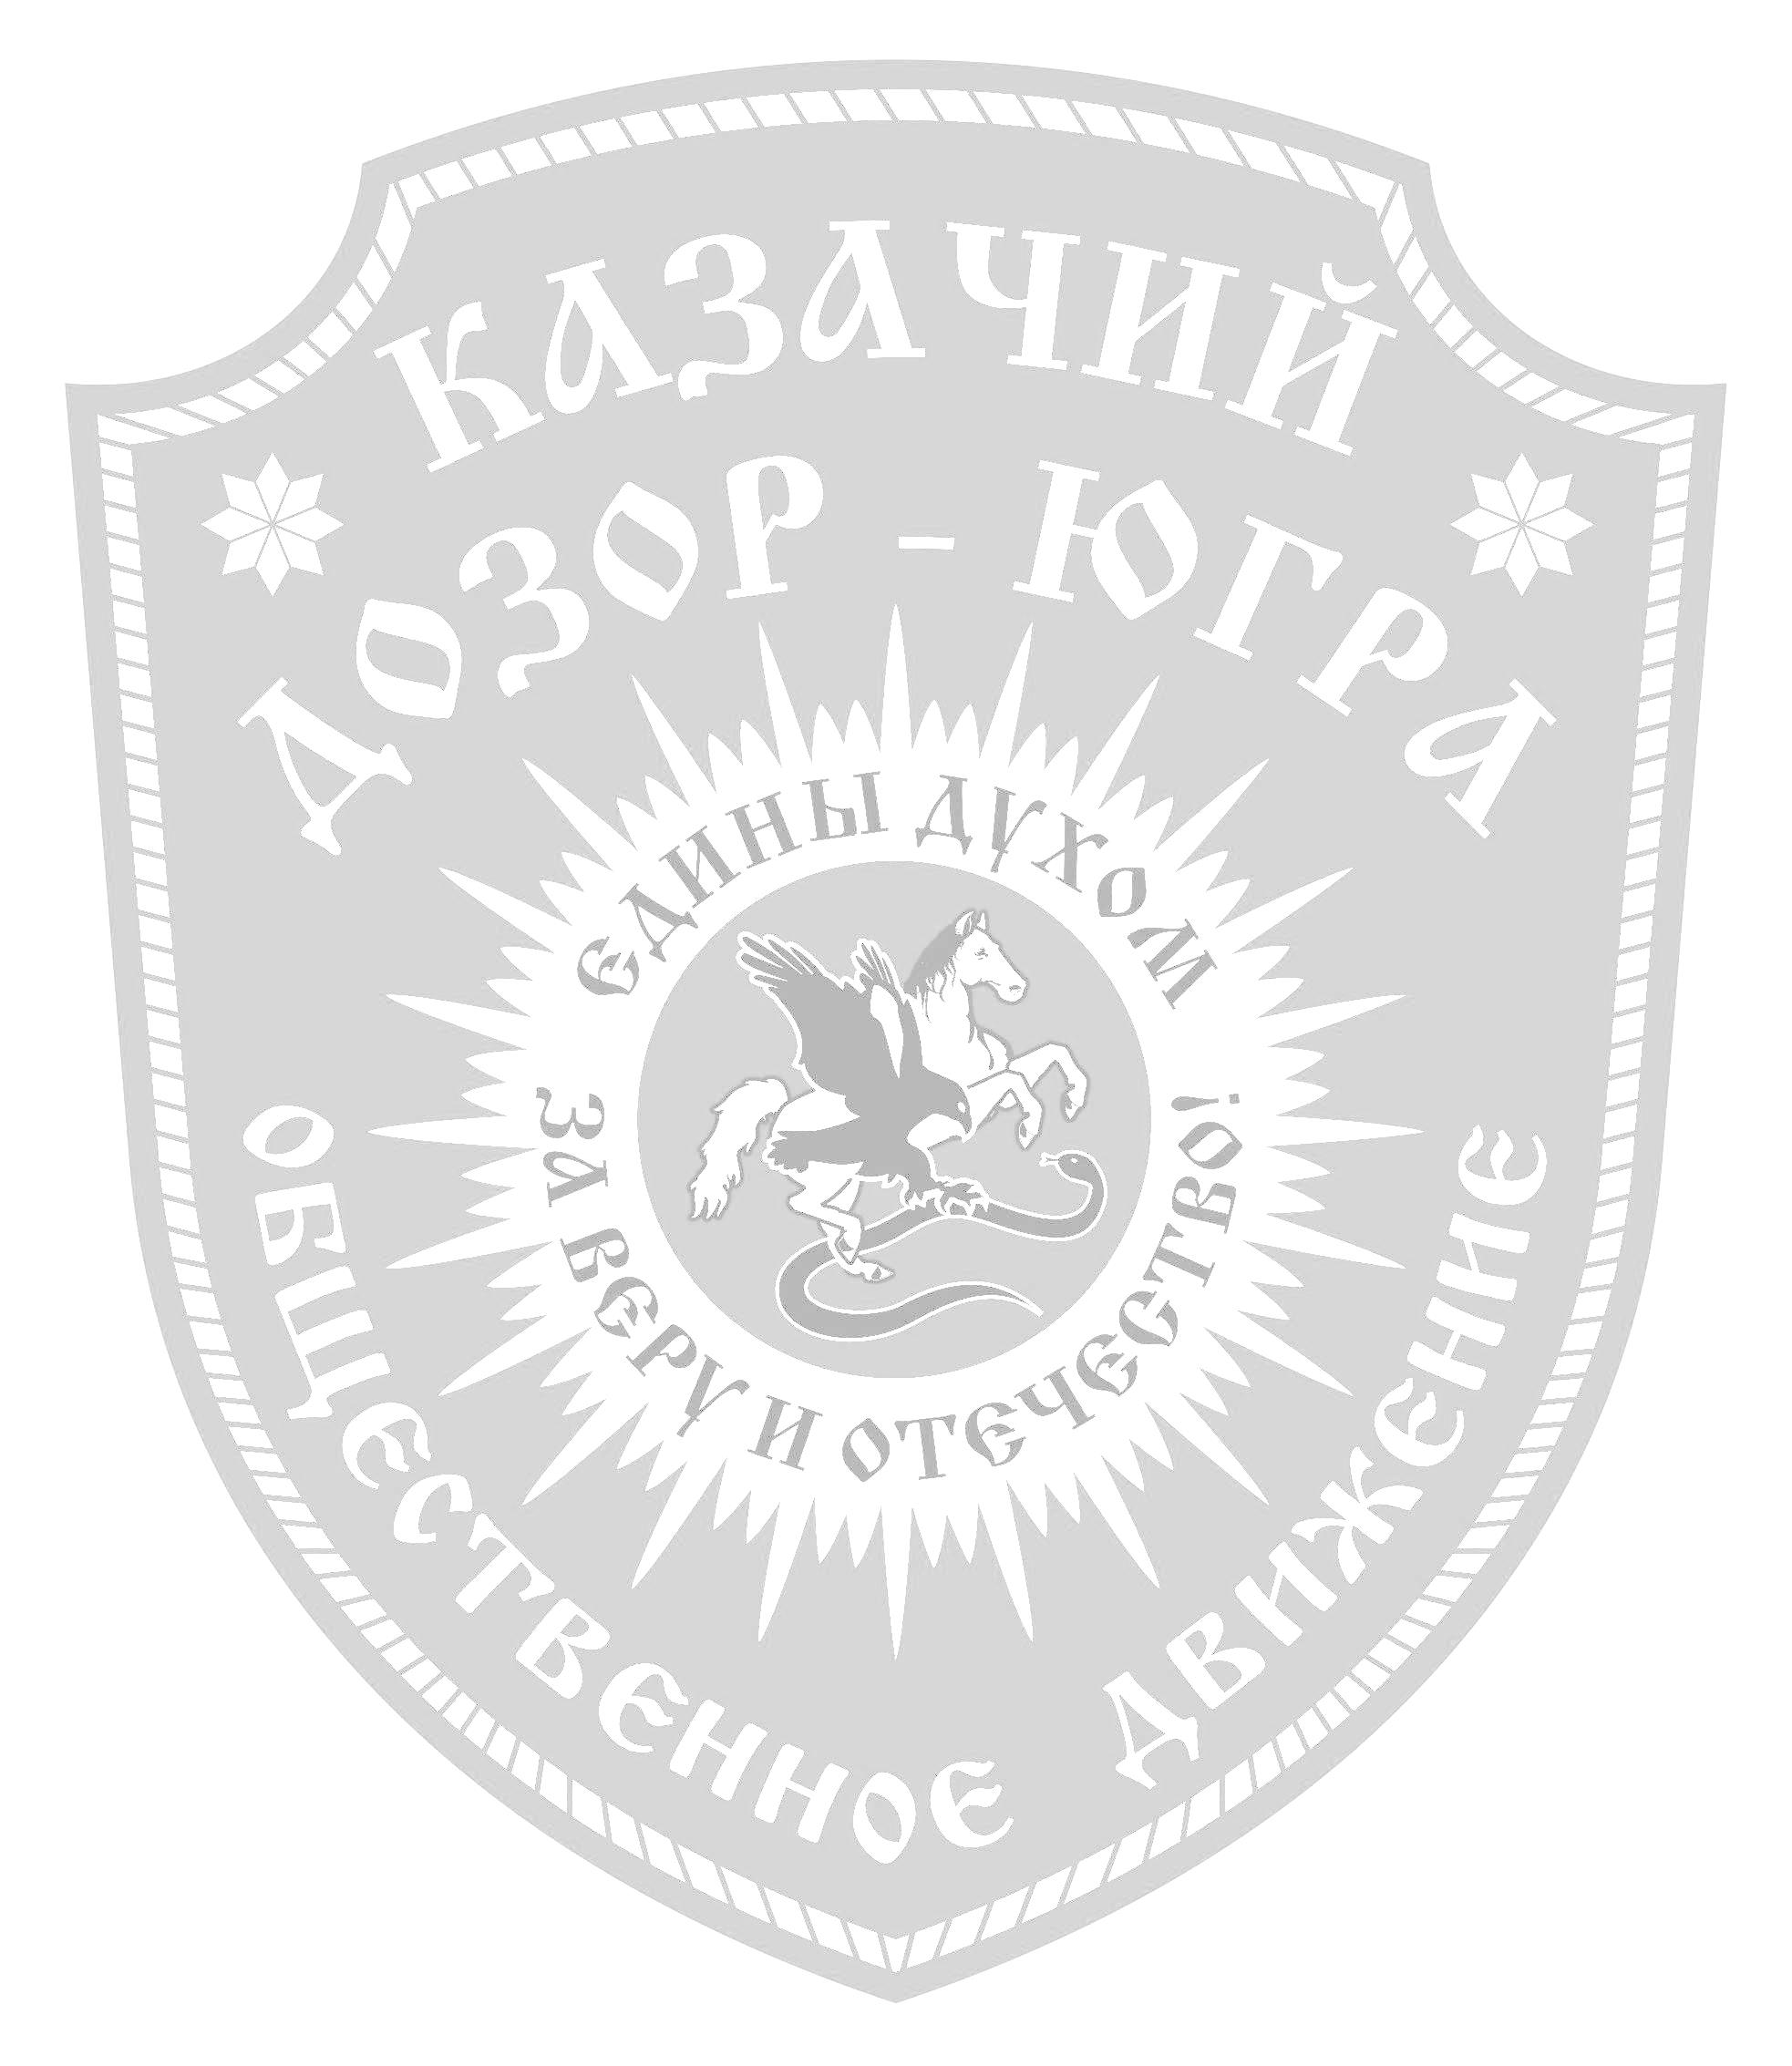 КАЗАЧИЙ
ДОЗОР - ЮГРА
ЕДИНЫ ДУХОМ
ЗА ВЕРУ И ОТЕЧЕСТВО!
ОБЩЕСТВЕННОЕ ДВИЖЕНИЕ